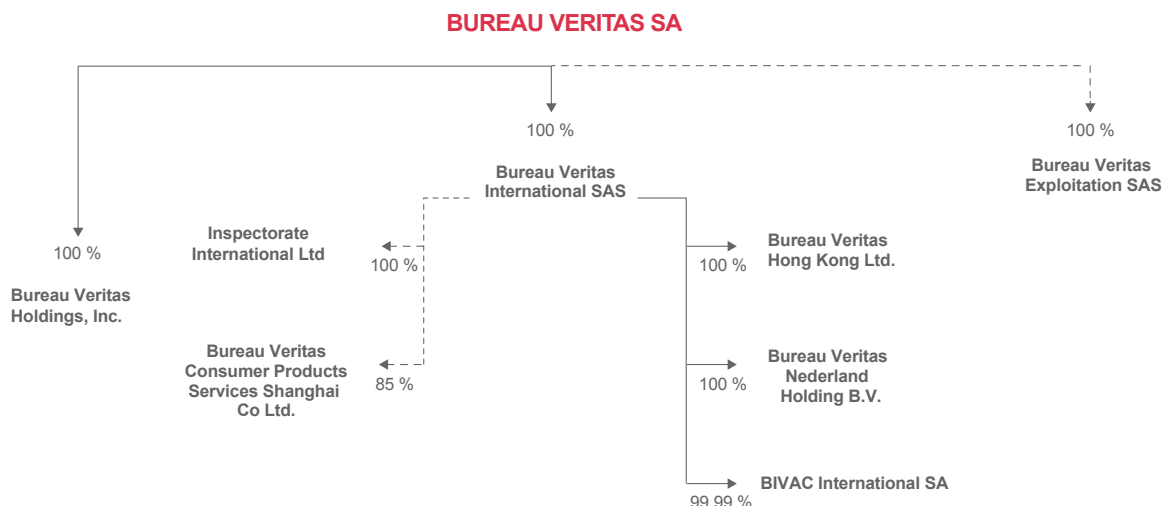 BUREAU VERITAS SA
100 %
Bureau Veritas
International SAS
100 %
Bureau Veritas
Exploitation SAS
100 %
Bureau Veritas
Holdings, Inc.
Inspectorate
International Ltd
100 %
Bureau Veritas
Hong Kong Ltd.
100 %
Bureau Veritas
Consumer Products
Services Shanghai
Co Ltd.
85 %
Bureau Veritas
Nederland
Holding B.V.
100 %
BIVAC International SA
99,99 %